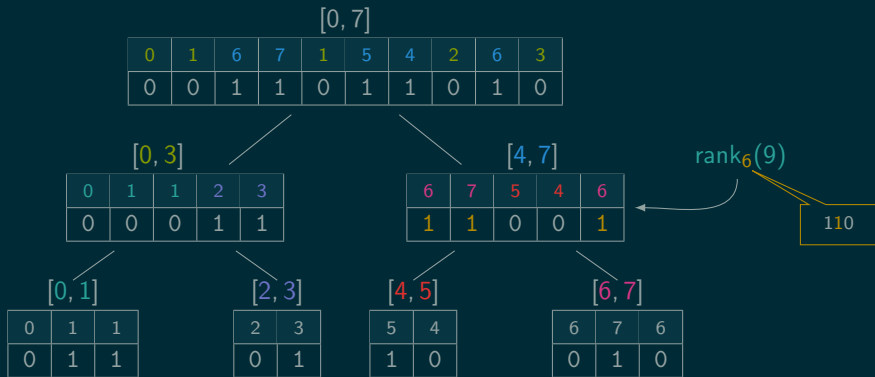 [0, 7]
0 1 6 7 1 5 4 2 6 3
0 0 1 1 0 1 1 0 1 0
[0, 3]
0 1 1 2 3
0 0 0 1 1
[4, 7]
6 7 5 4 6
1 1 0 0 1
rank₆(9)
110
[0, 1]
0 1 1
0 1 1
[2, 3]
2 3
0 1
[4, 5]
5 4
1 0
[6, 7]
6 7 6
0 1 0